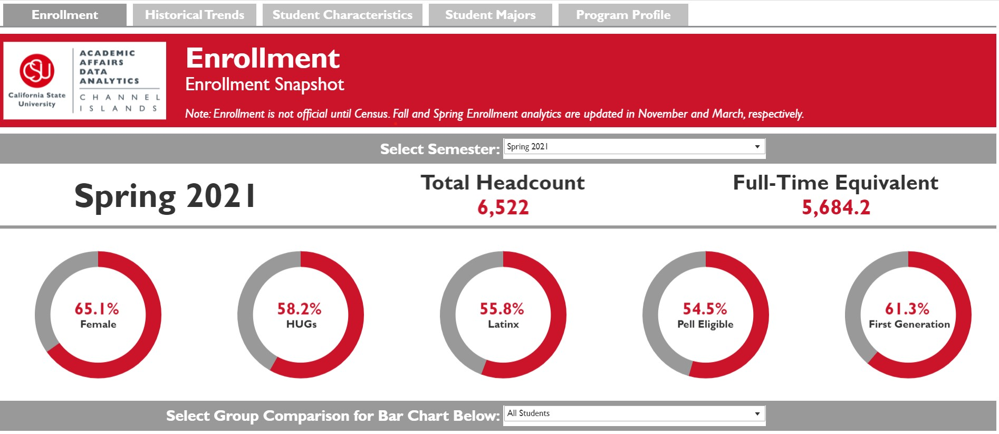 Enrollment
Historical Trends
Student Characteristics
Student Majors
Program Profile
CSU
California State
University
ACADEMIC
AFFAIRS
DATA
ANALYTICS
CHANNEL
ISLANDS
Enrollment
Enrollment Snapshot
Note: Enrollment is not official until Census. Fall and Spring Enrollment analytics are updated in November and March, respectively.
Select Semester: Spring 2021
Spring 2021
Total Headcount
6,522
Full-Time Equivalent
5,684.2
65.1%
Female
58.2%
HUGs
55.8%
Latinx
54.5%
Pell Eligible
61.3%
First Generation
Select Group Comparison for Bar Chart Below: All Students